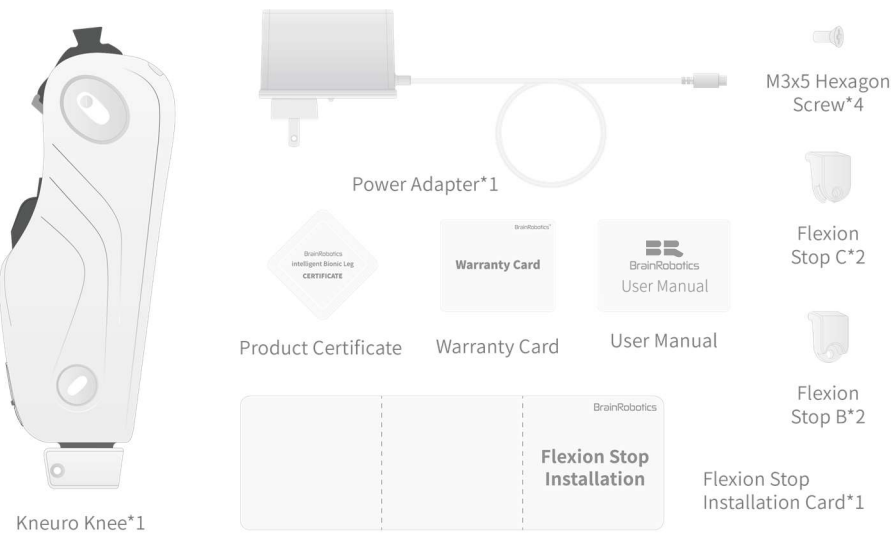 M3x5 Hexagon
Screw*4
Power Adapter*1
Flexion
Stop C*2
BrainRobotics
Intelligent Bionic Leg
CERTIFICATE
BrainRobotics
Warranty Card
BR
BrainRobotics
User Manual
Product Certificate
Warranty Card
User Manual
Flexion
Stop B*2
BrainRobotics
Flexion Stop
Installation
Flexion Stop
Installation Card*1
Kneuro Knee*1